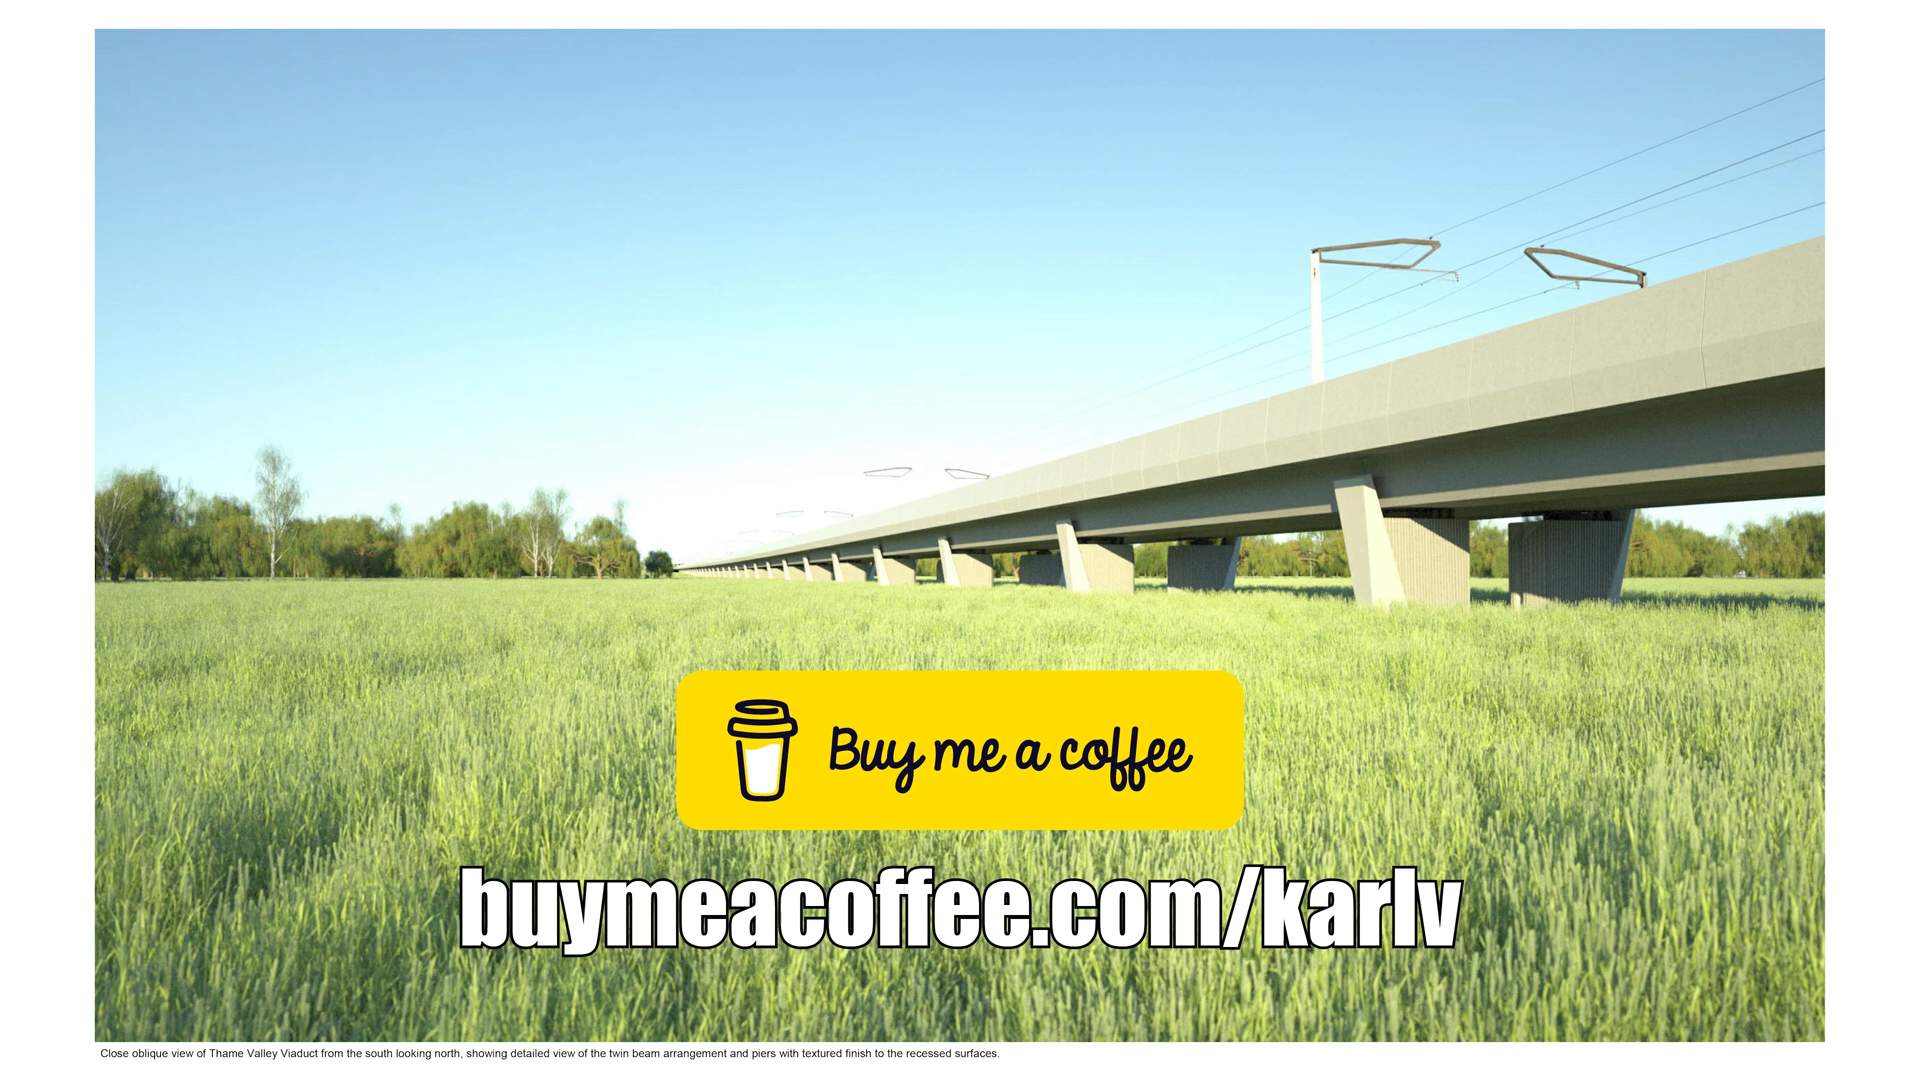 Buy me a coffee
buymeacoffee.com/karlv
Close oblique view of Thame Valley Viaduct from the south looking north, showing detailed view of the twin beam arrangement and piers with textured finish to the recessed surfaces.